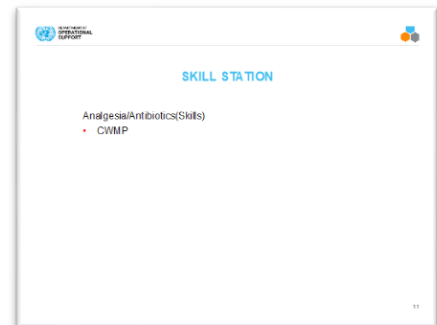 DEPARTMENT OF
OPERATIONAL
SUPPORT
SKILL STATION
Analgesia/Antibiotics(Skills)
• CWMP
11